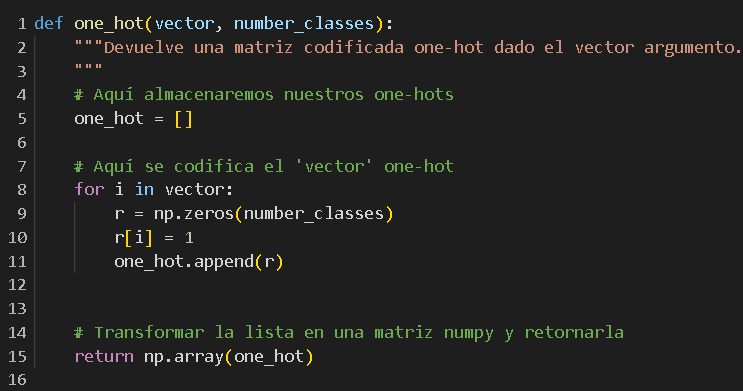 1 def one_hot(vector, number_classes):
2     """Devuelve una matriz codificada one-hot dado el vector argumento.
3     """
4     # Aquí almacenaremos nuestros one-hots
5     one_hot = []
6
7     # Aquí se codifica el 'vector' one-hot
8     for i in vector:
9         r = np.zeros(number_classes)
10         r[i] = 1
11         one_hot.append(r)
12
13
14     # Transformar la lista en una matriz numpy y retornarla
15     return np.array(one_hot)
16